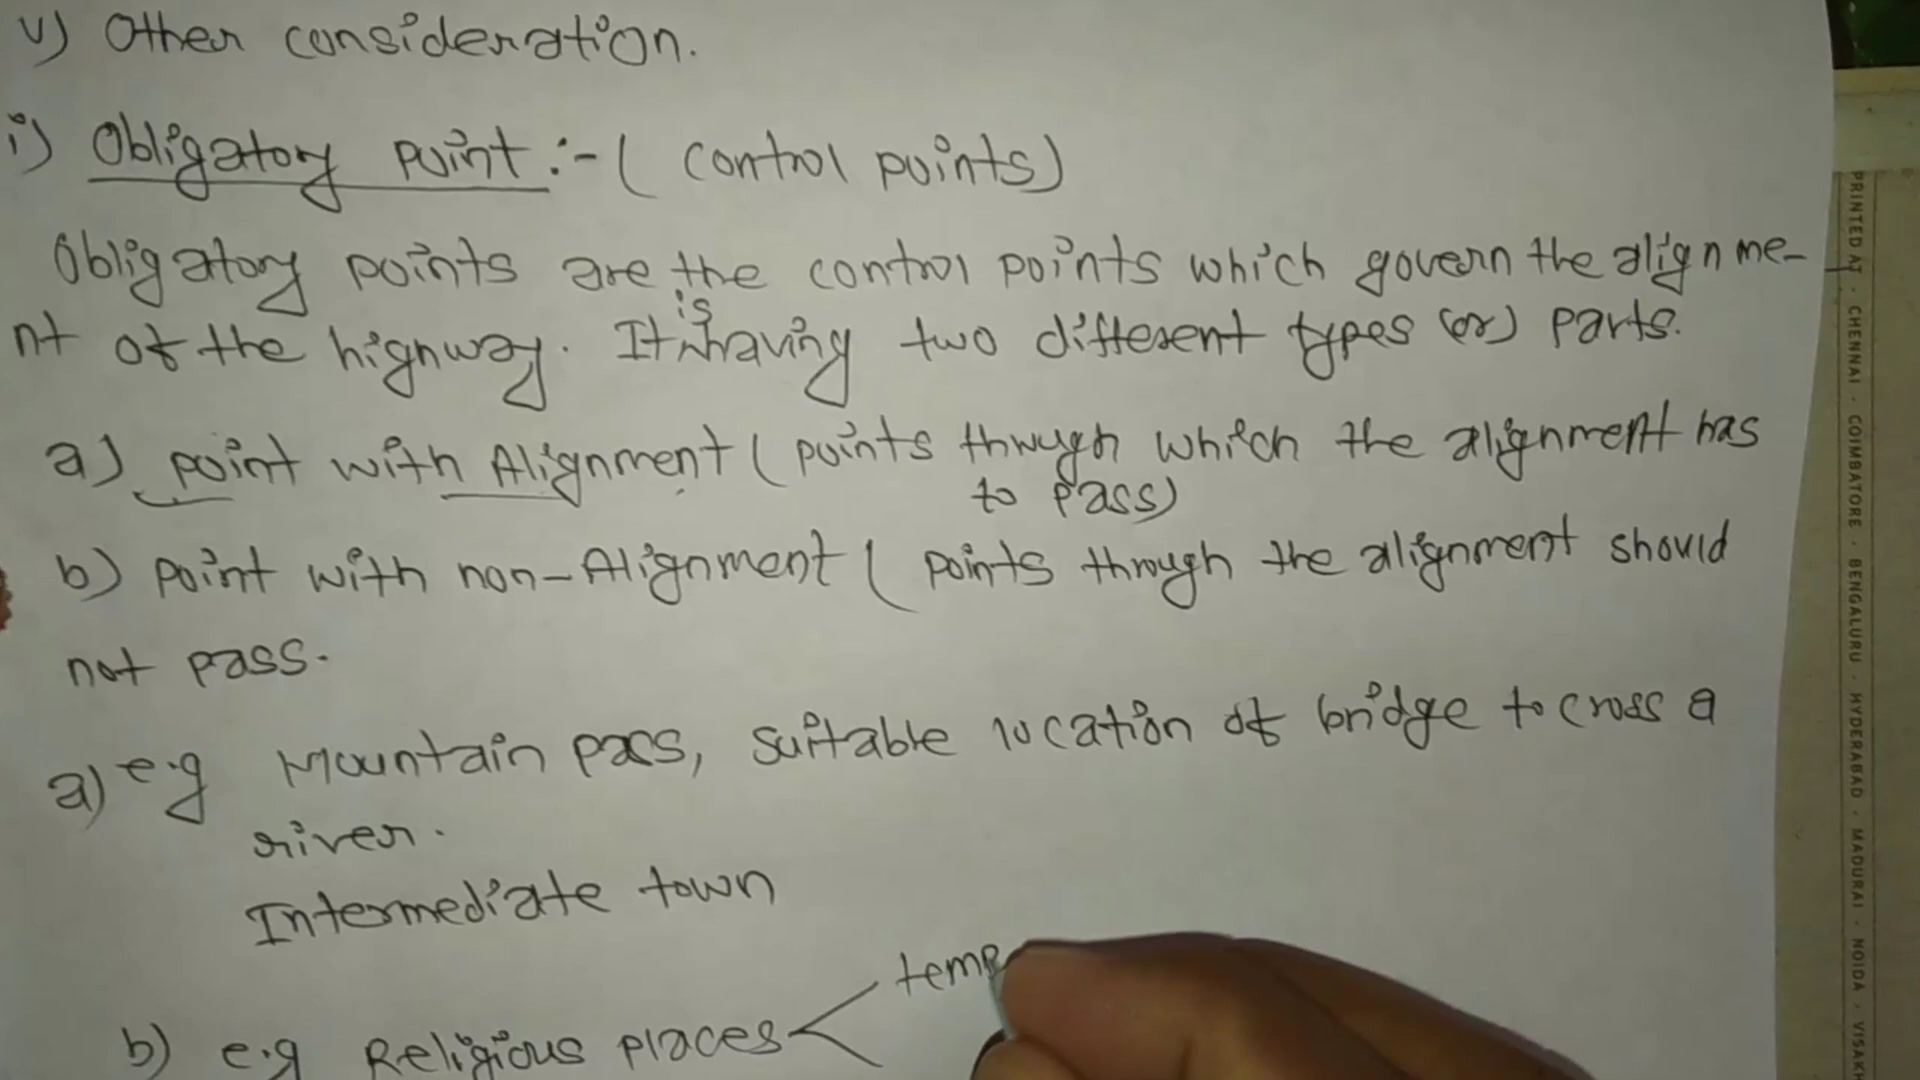 v) Other consideration.
i) Obligatory point :- ( control points)
Obligatory points are the control points which govern the alignme-
nt of the highway. It is having two different types (or) parts.
a) point with Alignment ( points through which the alignment has
to pass)
b) point with non-Alignment ( points through the alignment should
not pass.
a) e.g Mountain pass, suitable location of bridge to cross a
river.
Intermediate town
temp
b) e.g Religious places
PRINTED AT · CHENNAI · COIMBATORE · BENGALURU · HYDERABAD · MADURAI · NOIDA · VISAKH